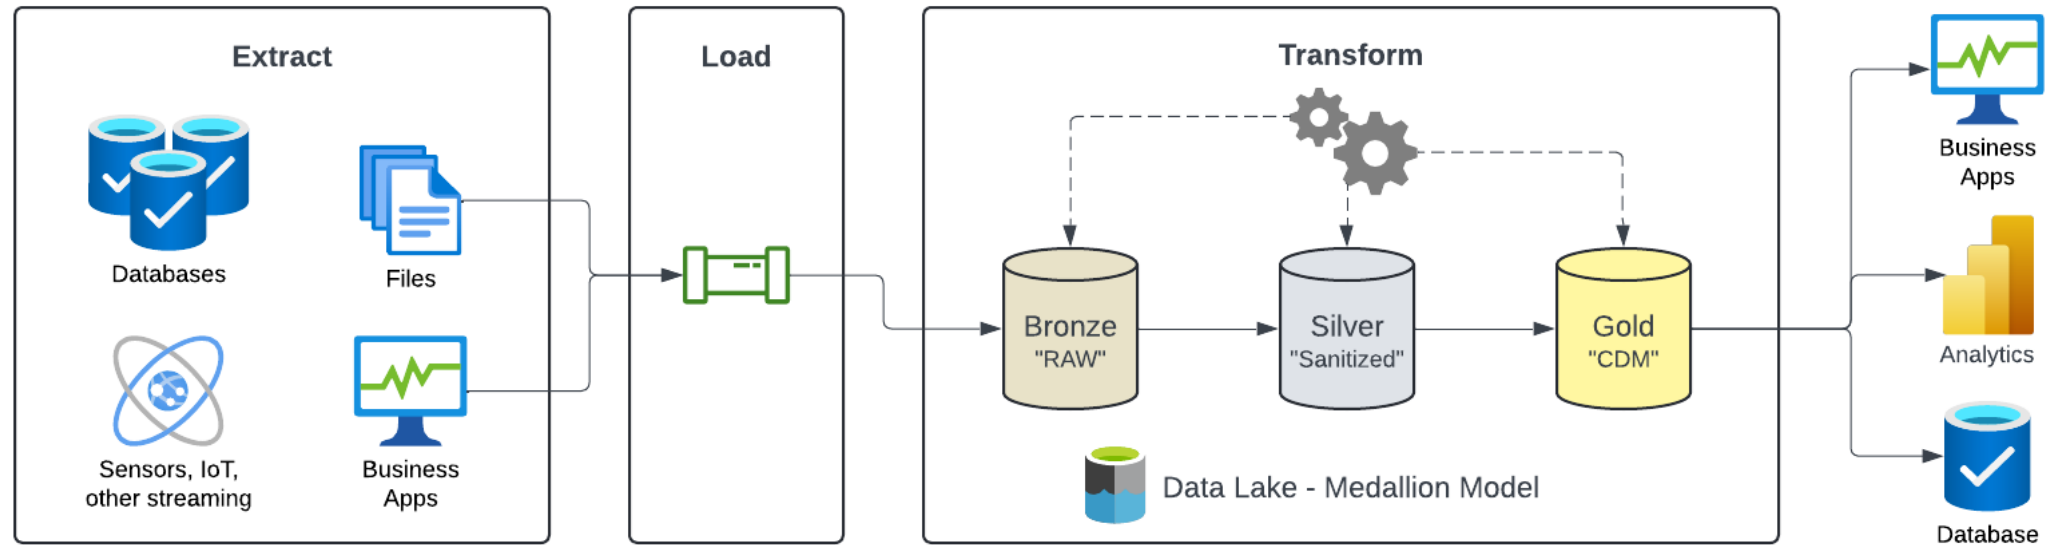 Extract
Databases
Files
Sensors, IoT,
other streaming
Business
Apps
Load
Transform
Bronze
"RAW"
Silver
"Sanitized"
Gold
"CDM"
Data Lake - Medallion Model
Business
Apps
Analytics
Database